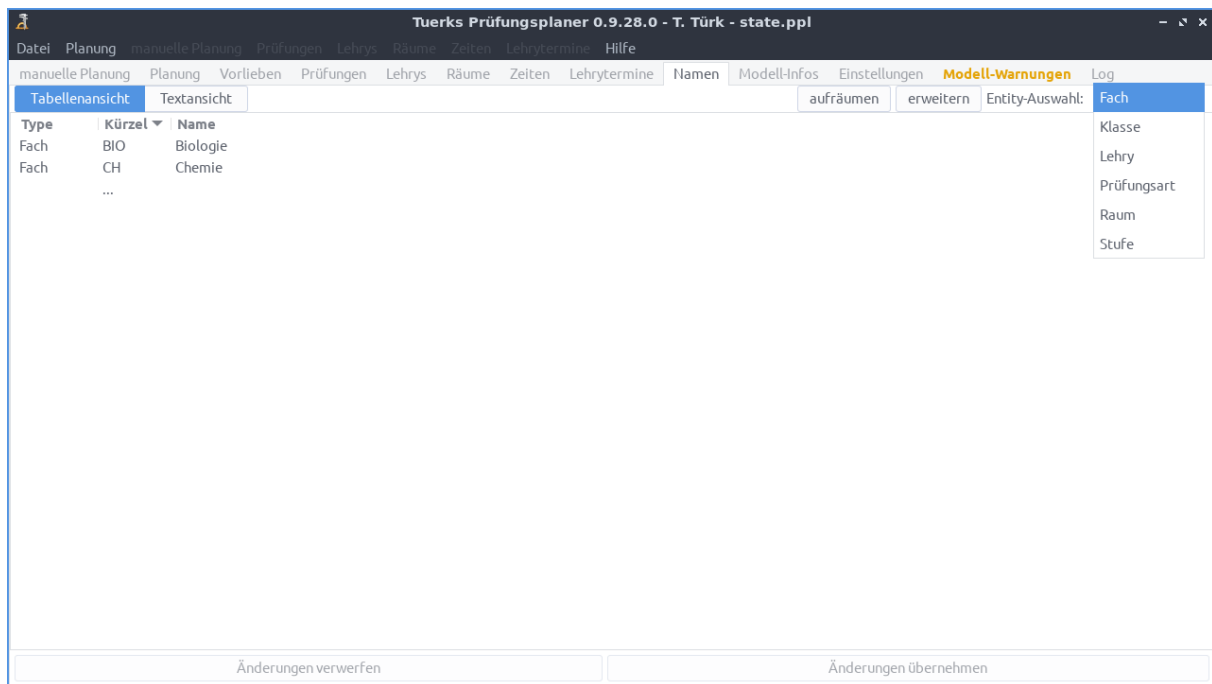 Tuerks Prüfungsplaner 0.9.28.0 - T. Türk - state.ppl
Datei Planung manuelle Planung Prüfungen Lehrys Räume Zeiten Lehrytermine Hilfe
manuelle Planung Planung Vorlieben Prüfungen Lehrys Räume Zeiten Lehrytermine Namen Modell-Infos Einstellungen Modell-Warnungen Log
Tabellenansicht Textansicht aufräumen erweitern Entity-Auswahl: Fach
Type Kürzel Name
Klasse
Fach BIO Biologie
Lehry
Fach CH Chemie
Prüfungsart
...
Raum
Stufe
Änderungen verwerfen Änderungen übernehmen